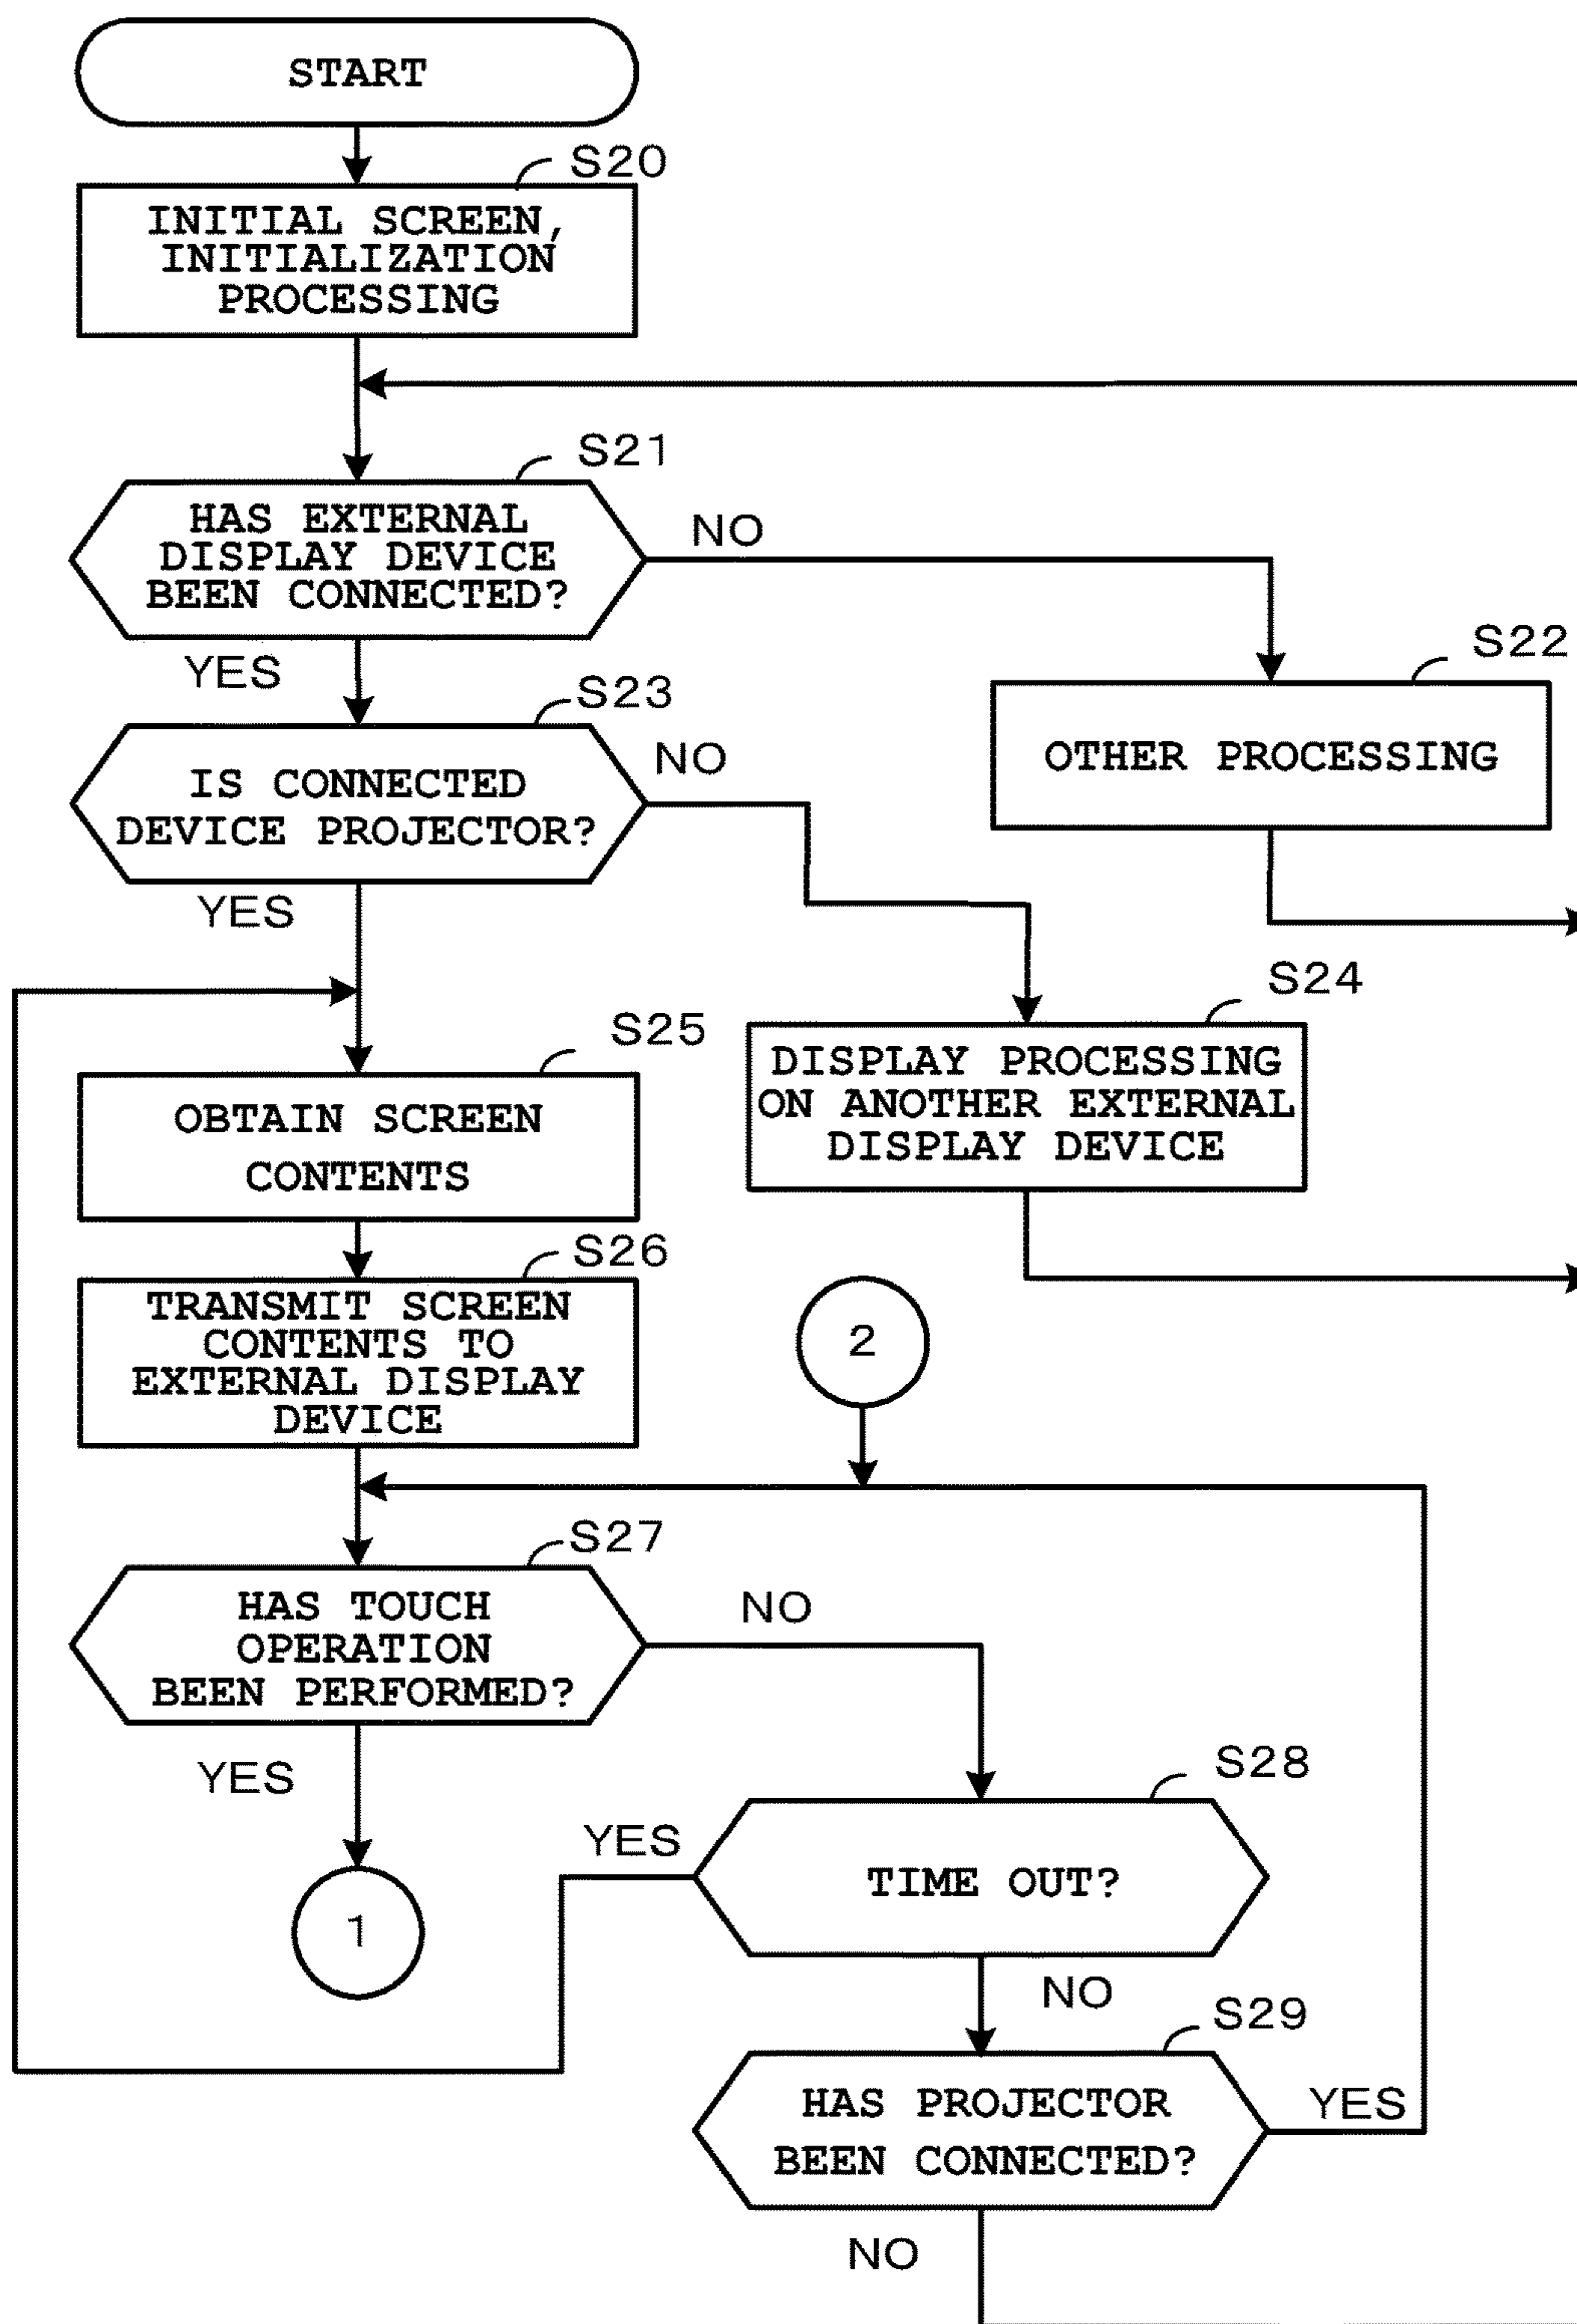 START
S20
INITIAL SCREEN,
INITIALIZATION
PROCESSING
S21
HAS EXTERNAL
DISPLAY DEVICE
BEEN CONNECTED?
NO
YES
S22
OTHER PROCESSING
S23
IS CONNECTED
DEVICE PROJECTOR?
NO
YES
S24
DISPLAY PROCESSING
ON ANOTHER EXTERNAL
DISPLAY DEVICE
S25
OBTAIN SCREEN
CONTENTS
S26
TRANSMIT SCREEN
CONTENTS TO
EXTERNAL DISPLAY
DEVICE
2
S27
HAS TOUCH
OPERATION
BEEN PERFORMED?
NO
YES
1
S28
TIME OUT?
YES
NO
S29
HAS PROJECTOR
BEEN CONNECTED?
YES
NO